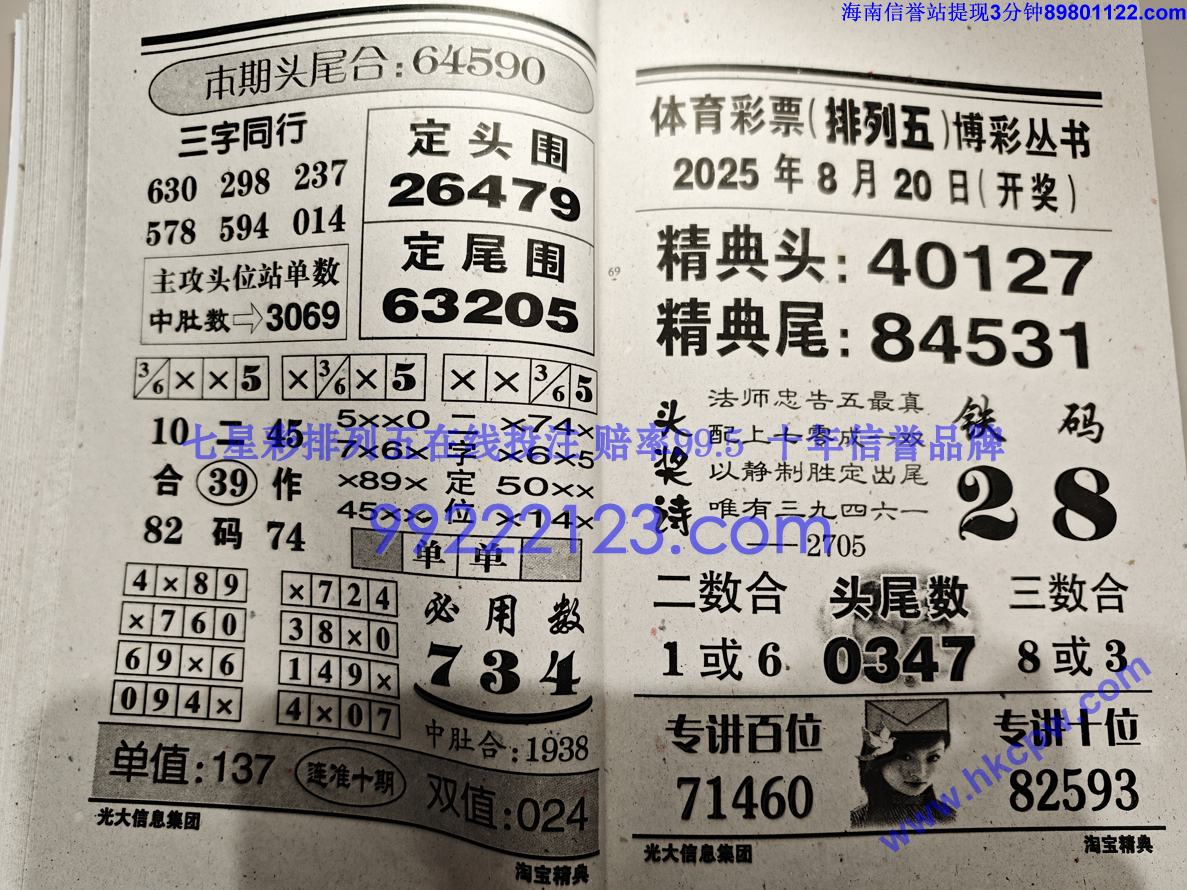 海南信誉站提现3分钟89801122.com
本期头尾合:64590
三字同行
630 298 237
578 594 014
主攻头位站单数
中肚数⇨3069
定头围
26479
定尾围
63205
3/6 × × 5
× 3/6 × 5
× × 3/6 5
10 二 45
合 39 作
82 码 74
5××0 二 ×74×
7×6× 字 ×6×5
×89× 定 50××
45×× 位 ×14×
单 单
4×89
×760
69×6
094×
×724
38×0
149×
4×07
必用数
734
中肚合:1938
单值:137
连准十期
双值:024
光大信息集团
淘宝精典
69
体育彩票(排列五)博彩丛书
2025年8月20日(开奖)
精典头:40127
精典尾:84531
头奖诗
法师忠告五最真
配上十零成一双
以静制胜定出尾
唯有三九四六一
——2705
铁码
28
二数合
1或6
头尾数
0347
三数合
8或3
专讲百位
71460
专讲十位
82593
光大信息集团
淘宝精典
七星彩排列五在线投注 赔率99.5 十年信誉品牌
99222123.com
www.hkcpw.com